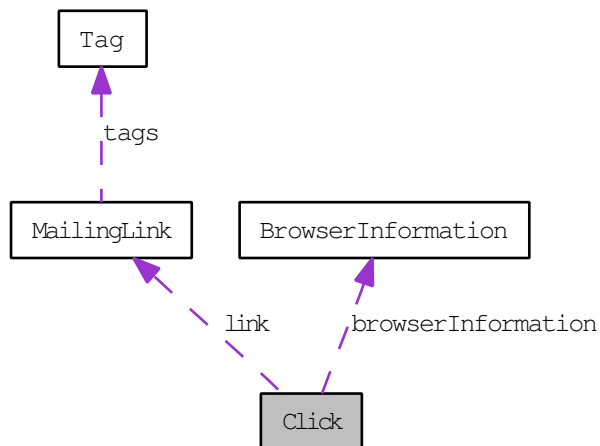 Tag
tags
MailingLink
BrowserInformation
link
browserInformation
Click